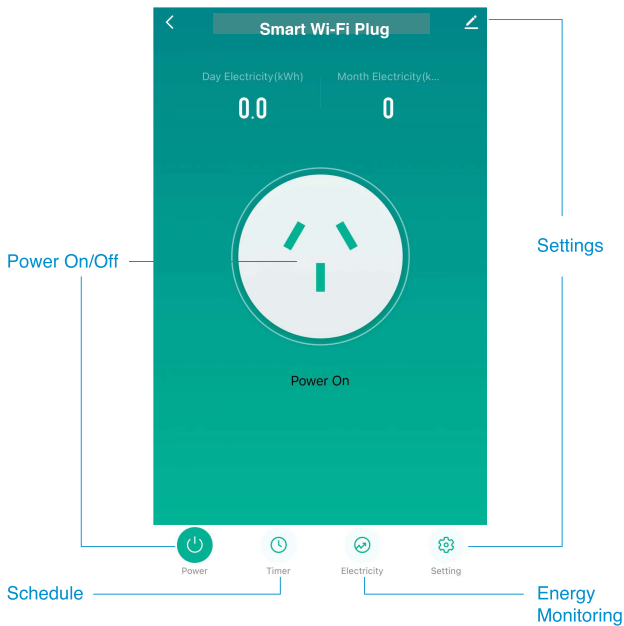 Smart Wi-Fi Plug
Day Electricity(kWh) Month Electricity(k...
0.0 0
Settings
Power On/Off
Power On
Power Timer Electricity Setting
Schedule
Energy
Monitoring